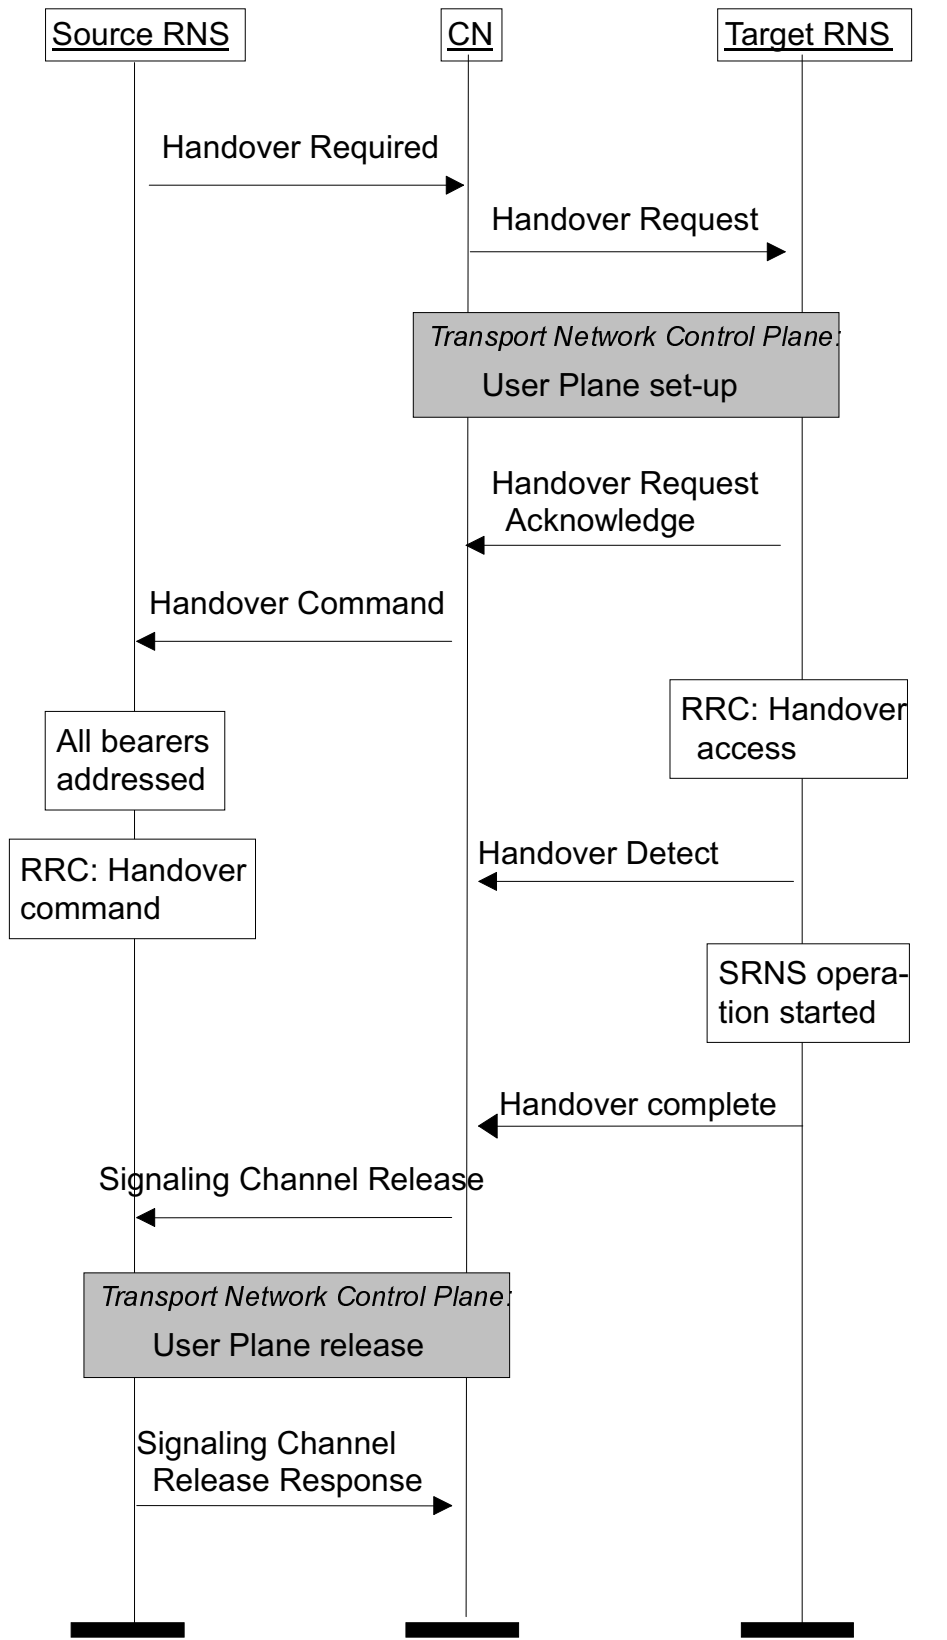 Source RNS
CN
Target RNS
Handover Required
Handover Request
Transport Network Control Plane:
User Plane set-up
Handover Request
Acknowledge
Handover Command
RRC: Handover
access
All bearers
addressed
Handover Detect
RRC: Handover
command
SRNS opera-
tion started
Handover complete
Signaling Channel Release
Transport Network Control Plane:
User Plane release
Signaling Channel
Release Response